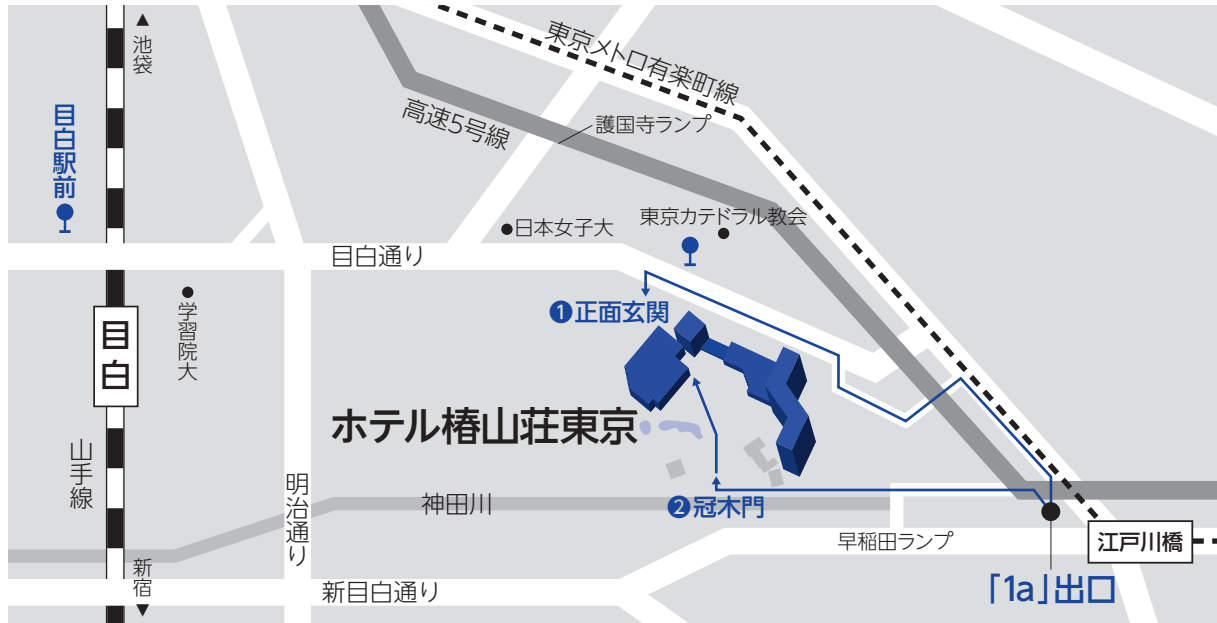 ▲池袋
目白駅前
東京メトロ有楽町線
高速5号線
護国寺ランプ
日本女子大
東京カテドラル教会
目白通り
学習院大
❶正面玄関
目白
ホテル椿山荘東京
山手線
明治通り
神田川
❷冠木門
早稲田ランプ
江戸川橋
新宿▼
新目白通り
「1a」出口